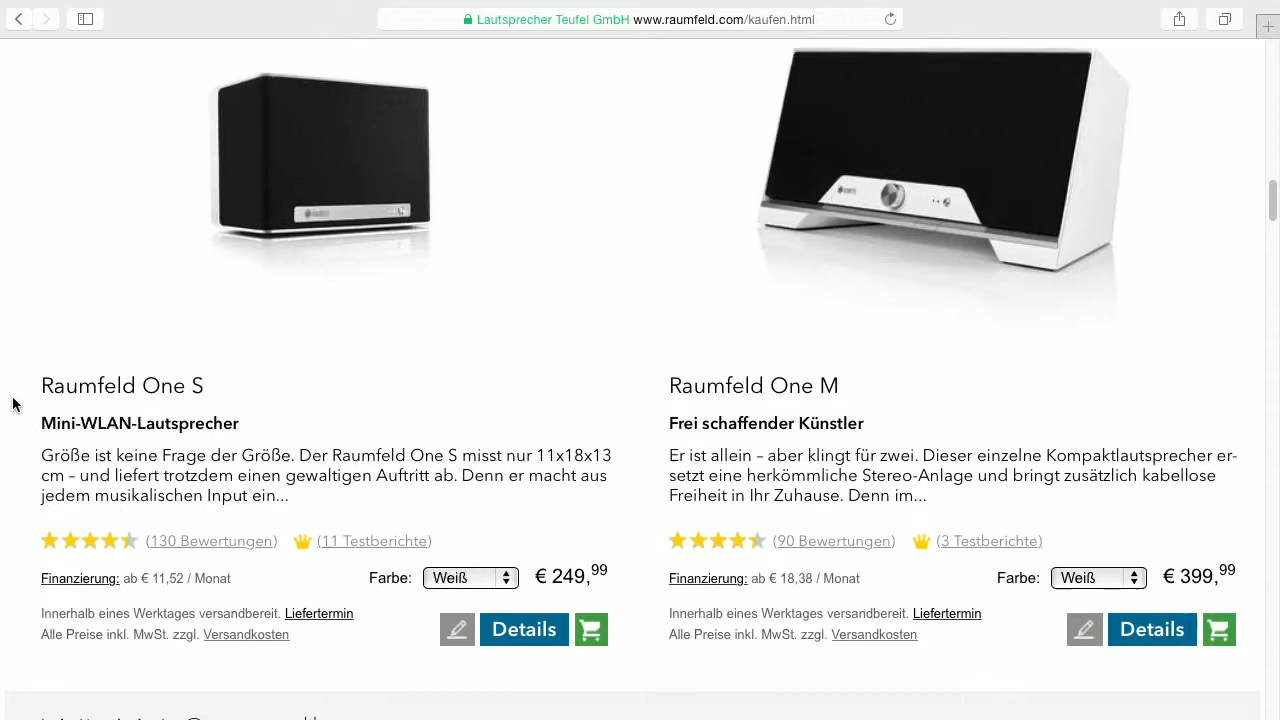 Lautsprecher Teufel GmbH www.raumfeld.com/kaufen.html
Raumfeld One S
Mini-WLAN-Lautsprecher
Größe ist keine Frage der Größe. Der Raumfeld One S misst nur 11x18x13
cm – und liefert trotzdem einen gewaltigen Auftritt ab. Denn er macht aus
jedem musikalischen Input ein...
(130 Bewertungen) (11 Testberichte)
Finanzierung: ab € 11,52 / Monat Farbe: Weiß € 249,99
Innerhalb eines Werktages versandbereit. Liefertermin
Alle Preise inkl. MwSt. zzgl. Versandkosten
Details
Raumfeld One M
Frei schaffender Künstler
Er ist allein – aber klingt für zwei. Dieser einzelne Kompaktlautsprecher er-
setzt eine herkömmliche Stereo-Anlage und bringt zusätzlich kabellose
Freiheit in Ihr Zuhause. Denn im...
(90 Bewertungen) (3 Testberichte)
Finanzierung: ab € 18,38 / Monat Farbe: Weiß € 399,99
Innerhalb eines Werktages versandbereit. Liefertermin
Alle Preise inkl. MwSt. zzgl. Versandkosten
Details